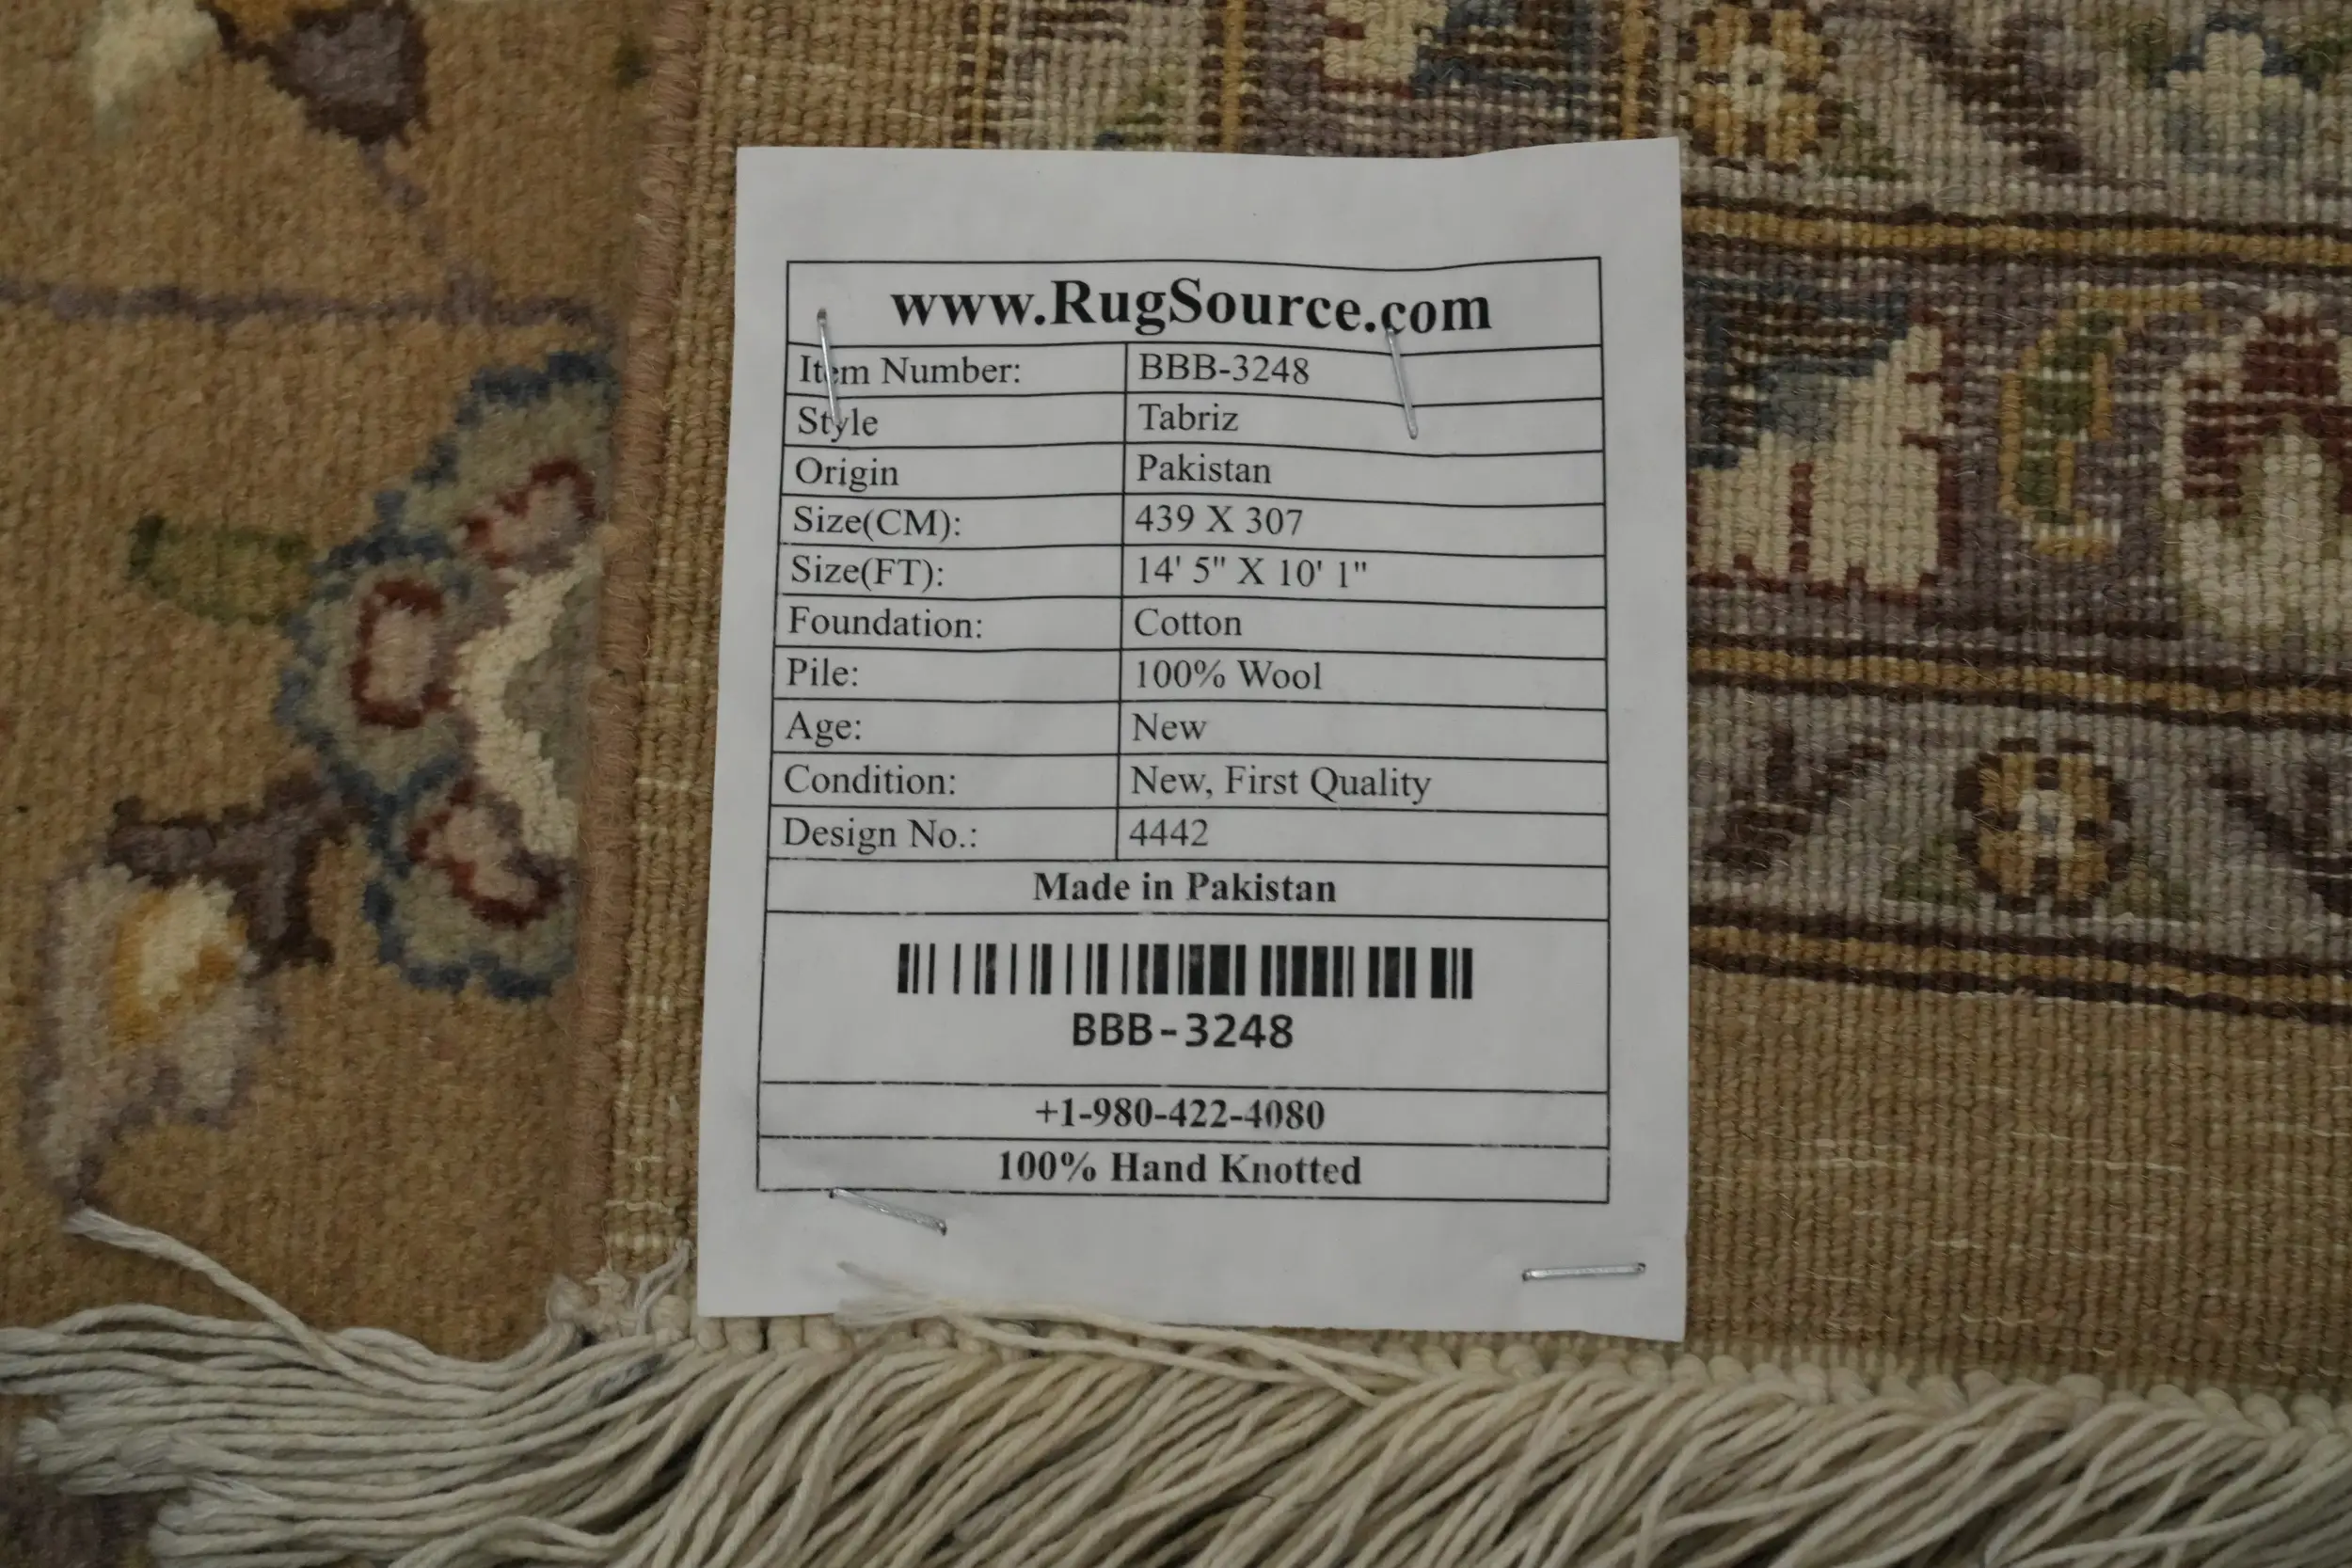 www.RugSource.com
Item Number: BBB-3248
Style Tabriz
Origin Pakistan
Size(CM): 439 X 307
Size(FT): 14' 5" X 10' 1"
Foundation: Cotton
Pile: 100% Wool
Age: New
Condition: New, First Quality
Design No.: 4442
Made in Pakistan
BBB-3248
+1-980-422-4080
100% Hand Knotted